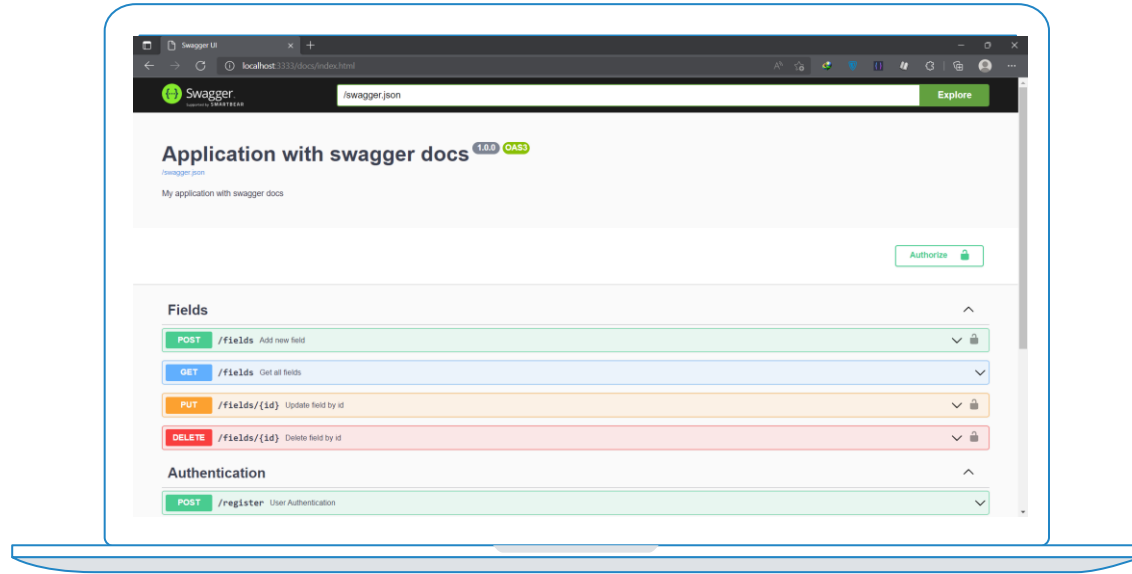 Swagger UI
localhost:3333/docs/index.html
Swagger.
Supported by SMARTBEAR
/swagger.json
Explore
Application with swagger docs 1.0.0 OAS3
/swagger.json
My application with swagger docs
Authorize
Fields
POST /fields Add new field
GET /fields Get all fields
PUT /fields/{id} Update field by id
DELETE /fields/{id} Delete field by id
Authentication
POST /register User Authentication